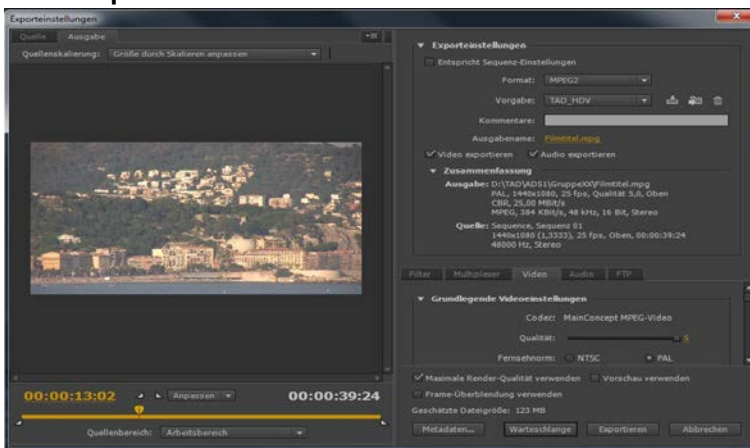 Exporteinstellungen
Quelle Ausgabe
Quellenskalierung: Größe durch Skalieren anpassen
00:00:13:02 Anpassen 00:00:39:24
Quellenbereich: Arbeitsbereich
Exporteinstellungen
Entspricht Sequenz-Einstellungen
Format: MPEG2
Vorgabe: TAD_HDV
Kommentare:
Ausgabename: Filmtitel.mpg
Video exportieren Audio exportieren
Zusammenfassung
Ausgabe: D:\TAD\ADS1\GruppeXX\Filmtitel.mpg
PAL, 1440x1080, 25 fps, Qualität 5,0, Oben
CBR, 25,00 MBit/s
MPEG, 384 KBit/s, 48 kHz, 16 Bit, Stereo
Quelle: Sequence, Sequenz 01
1440x1080 (1,3333), 25 fps, Oben, 00:00:39:24
48000 Hz, Stereo
Filter Multiplexer Video Audio FTP
Grundlegende Videoeinstellungen
Codec: MainConcept MPEG-Video
Qualität: 5
Fernsehnorm: NTSC PAL
Maximale Render-Qualität verwenden Vorschau verwenden
Frame-Überblendung verwenden
Geschätzte Dateigröße: 123 MB
Metadaten... Warteschlange Exportieren Abbrechen